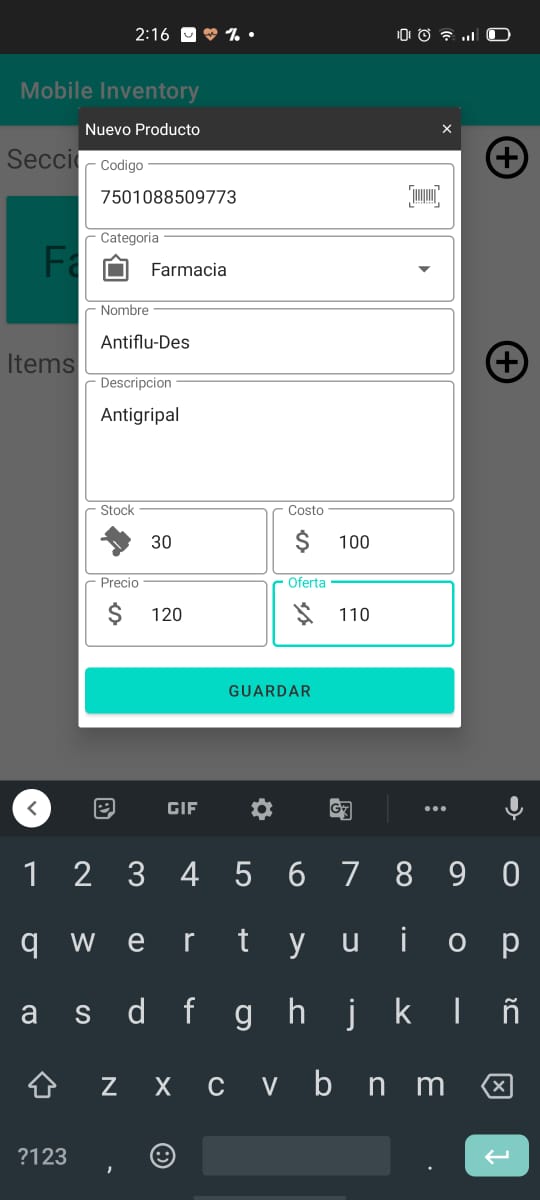 2:16
Mobile Inventory
Nuevo Producto ×
Secci
Codigo
7501088509773
Categoria
Farmacia
Fa
Nombre
Antiflu-Des
Items
Descripcion
Antigripal
Stock
30
Costo
$ 100
Precio
$ 120
Oferta
110
GUARDAR
GIF
1 2 3 4 5 6 7 8 9 0
q w e r t y u i o p
a s d f g h j k l ñ
z x c v b n m
?123 , .